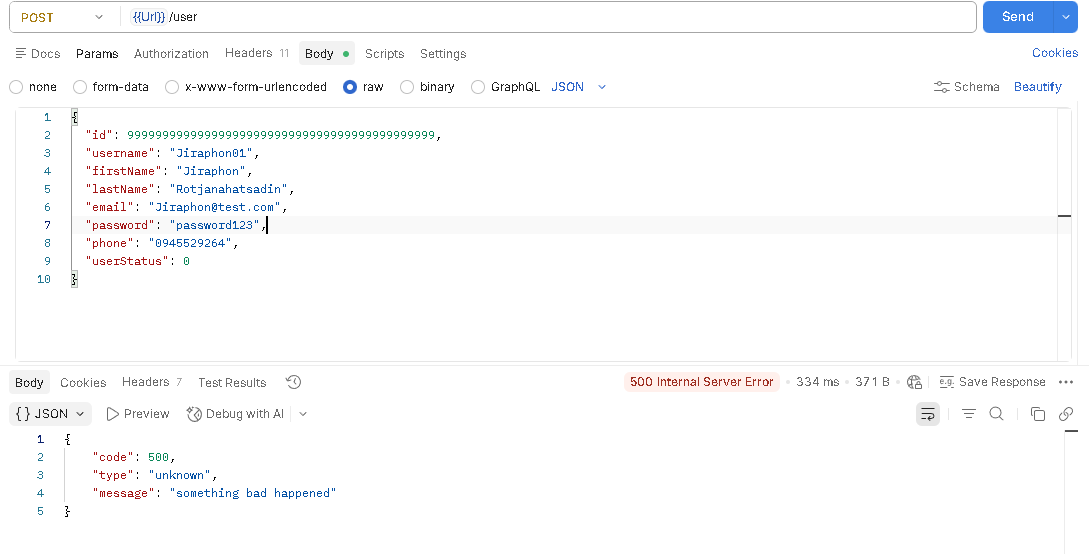 POST {{Url}} /user Send
Docs Params Authorization Headers 11 Body Scripts Settings Cookies
none form-data x-www-form-urlencoded raw binary GraphQL JSON Schema Beautify
1 {
2 "id": 99999999999999999999999999999999999999999999,
3 "username": "Jiraphon01",
4 "firstName": "Jiraphon",
5 "lastName": "Rotjanahatsadin",
6 "email": "Jiraphon@test.com",
7 "password": "password123",
8 "phone": "0945529264",
9 "userStatus": 0
10 }
Body Cookies Headers 7 Test Results 500 Internal Server Error • 334 ms • 371 B e.g. Save Response
{} JSON Preview Debug with AI
1 {
2 "code": 500,
3 "type": "unknown",
4 "message": "something bad happened"
5 }